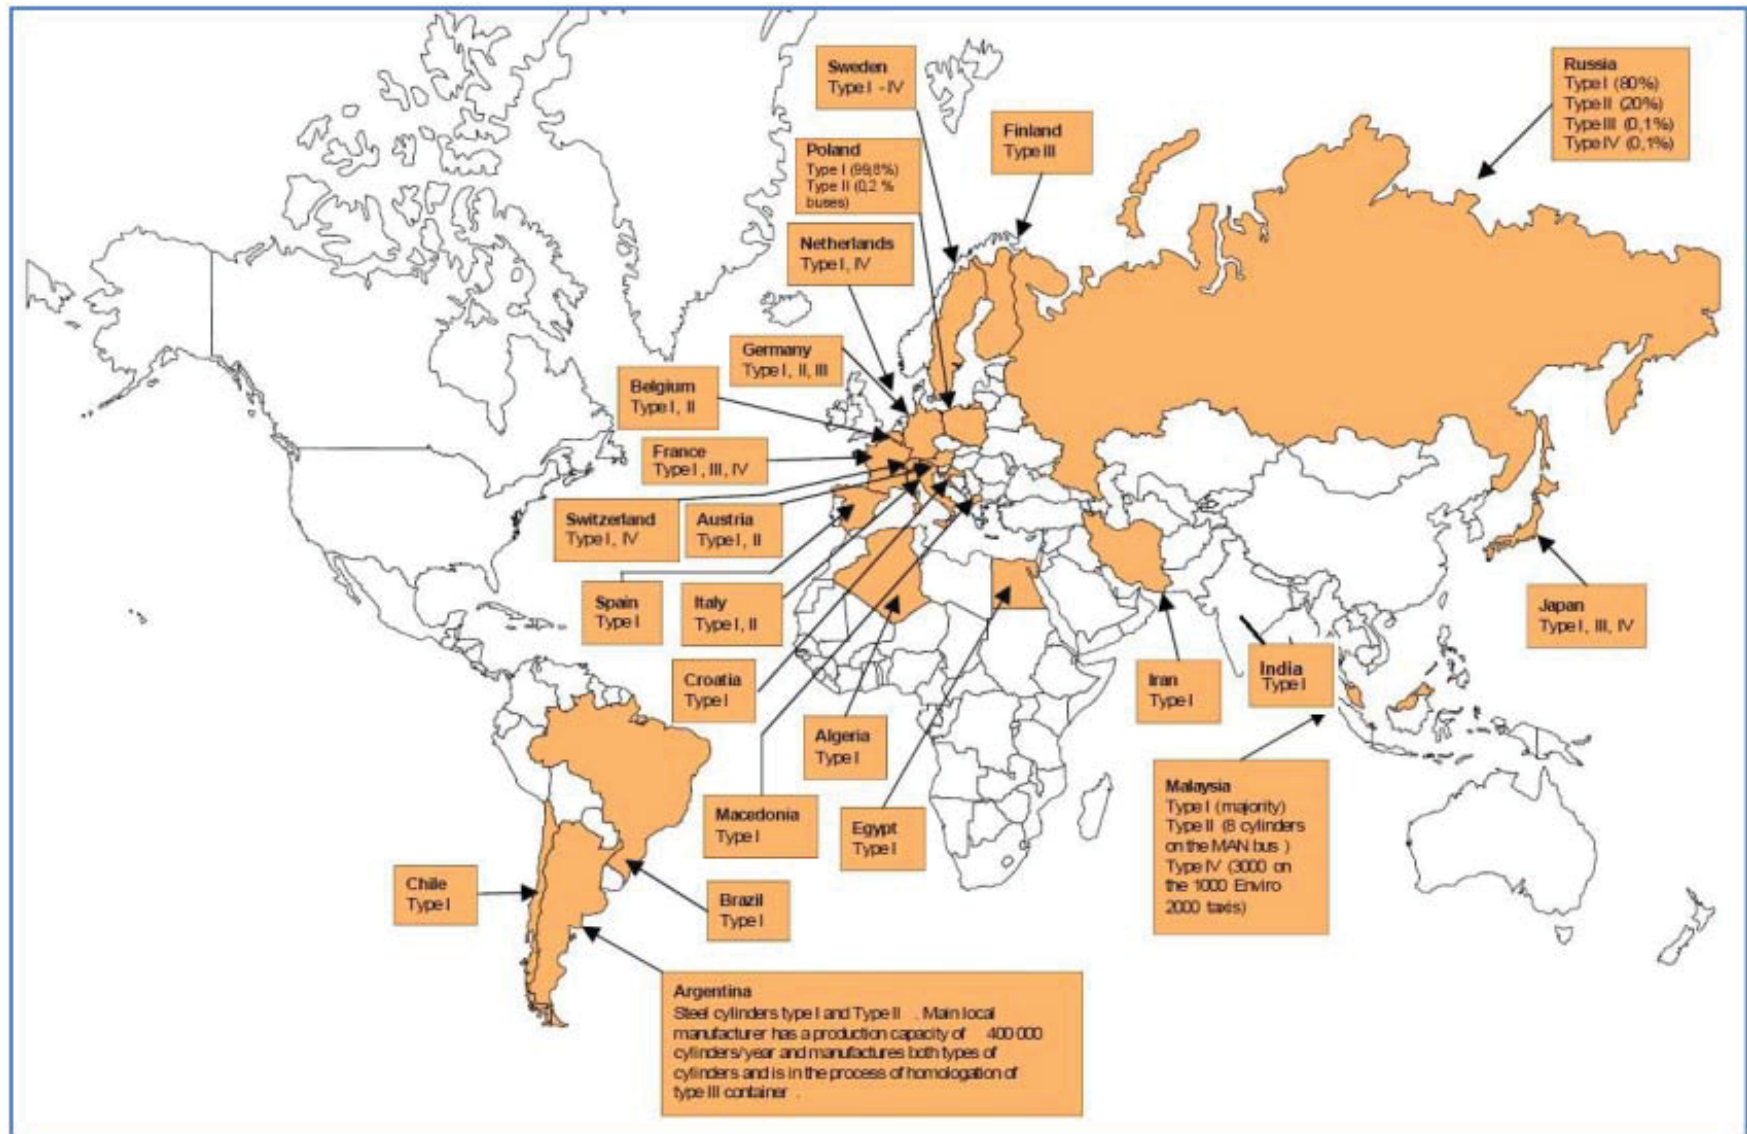 Sweden
Type I - IV
Russia
Type I (80%)
Type II (20%)
Type III (0,1%)
Type IV (0,1%)
Finland
Type III
Poland
Type I (99,8%)
Type II (0,2 %
buses)
Netherlands
Type I, IV
Germany
Type I, II, III
Belgium
Type I, II
France
Type I, III, IV
Switzerland
Type I, IV
Austria
Type I, II
Spain
Type I
Italy
Type I, II
Japan
Type I, III, IV
Croatia
Type I
Iran
Type I
India
Type I
Algeria
Type I
Macedonia
Type I
Egypt
Type I
Malaysia
Type I (majority)
Type II (8 cylinders
on the MAN bus )
Type IV (3000 on
the 1000 Enviro
2000 taxis)
Chile
Type I
Brazil
Type I
Argentina
Steel cylinders type I and Type II . Main local
manufacturer has a production capacity of 400 000
cylinders/year and manufactures both types of
cylinders and is in the process of homologation of
type III container .